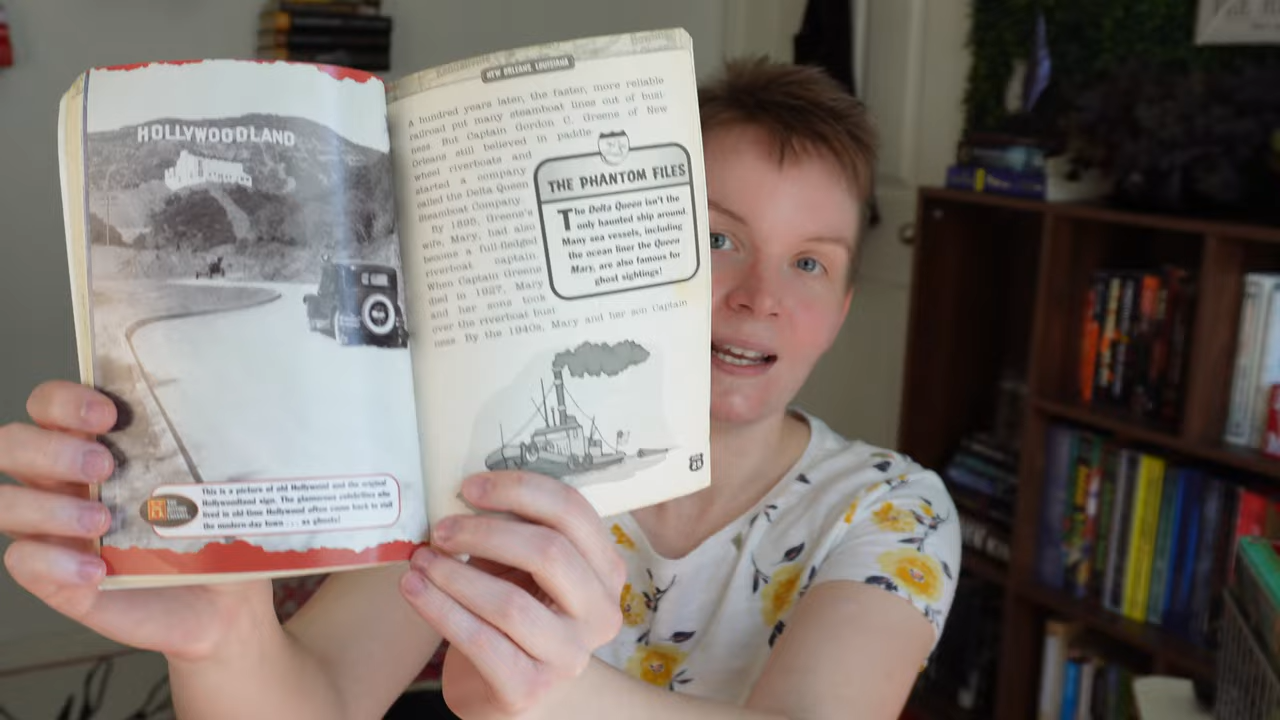 HOLLYWOODLAND
This is a picture of old Hollywood and the original
Hollywoodland sign. The glamorous celebrities who
lived in old-time Hollywood often come back to visit
the modern-day town . . . as ghosts!
NEW ORLEANS, LOUISIANA
A hundred years later, the faster, more reliable
railroad put many steamboat lines out of busi-
ness. But Captain Gordon C. Greene of New
Orleans still believed in paddle
wheel riverboats and
started a company
called the Delta Queen
Steamboat Company.
By 1895, Greene's
wife, Mary, had also
become a full-fledged
riverboat captain.
When Captain Greene
died in 1927, Mary
and her sons took
over the riverboat busi-
ness. By the 1940s, Mary and her son Captain
THE PHANTOM FILES
The Delta Queen isn't the
only haunted ship around.
Many sea vessels, including
the ocean liner the Queen
Mary, are also famous for
ghost sightings!